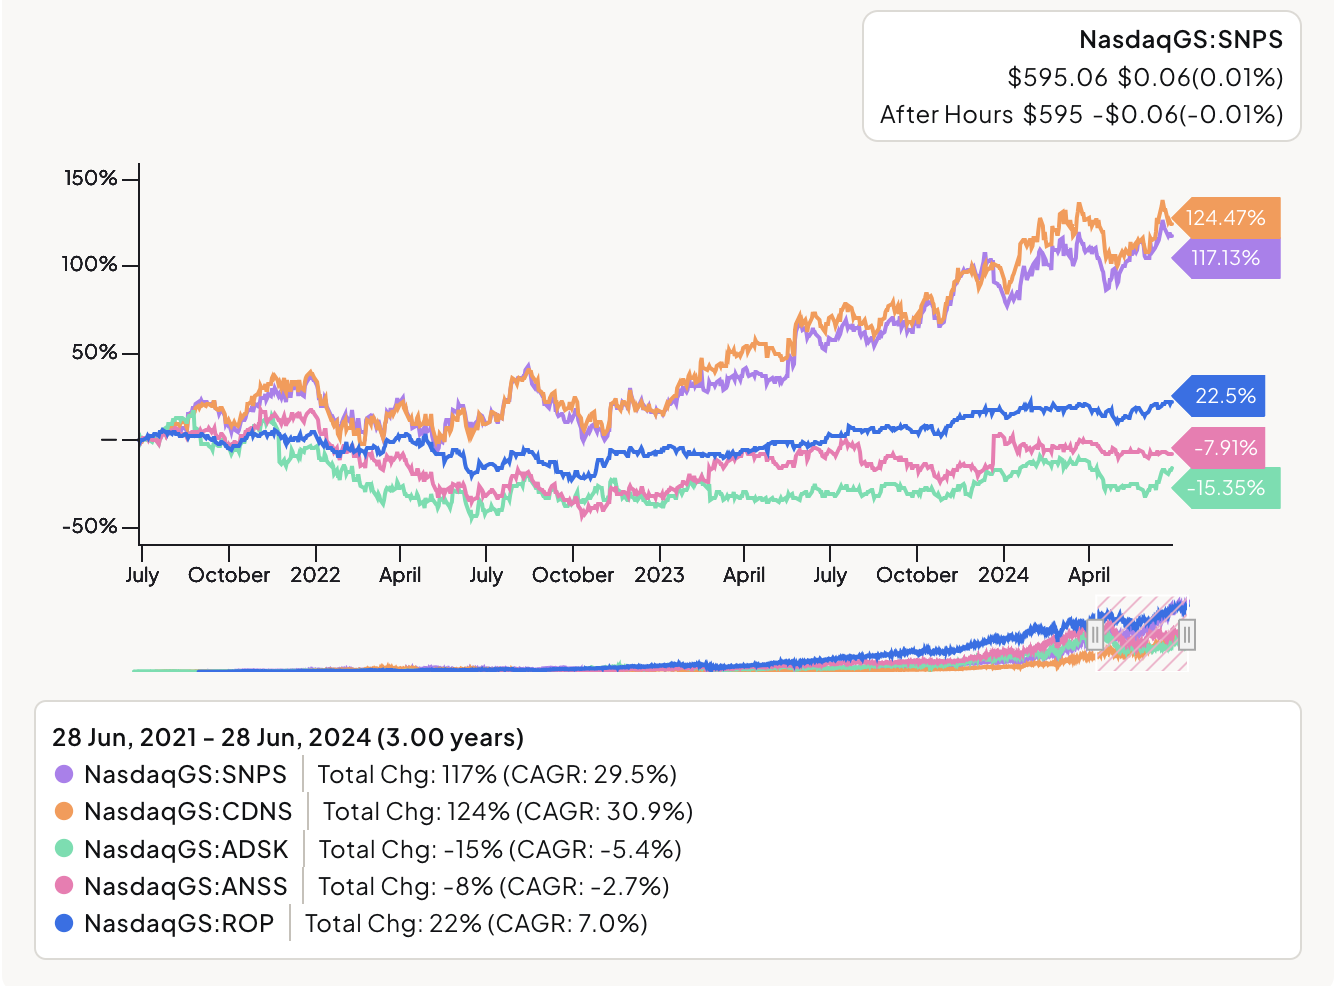 NasdaqGS:SNPS
$595.06 $0.06(0.01%)
After Hours $595 -$0.06(-0.01%)
150%
124.47%
117.13%
100%
50%
22.5%
—
-7.91%
-15.35%
-50%
July October 2022 April July October 2023 April July October 2024 April
28 Jun, 2021 – 28 Jun, 2024 (3.00 years)
NasdaqGS:SNPS Total Chg: 117% (CAGR: 29.5%)
NasdaqGS:CDNS Total Chg: 124% (CAGR: 30.9%)
NasdaqGS:ADSK Total Chg: -15% (CAGR: -5.4%)
NasdaqGS:ANSS Total Chg: -8% (CAGR: -2.7%)
NasdaqGS:ROP Total Chg: 22% (CAGR: 7.0%)